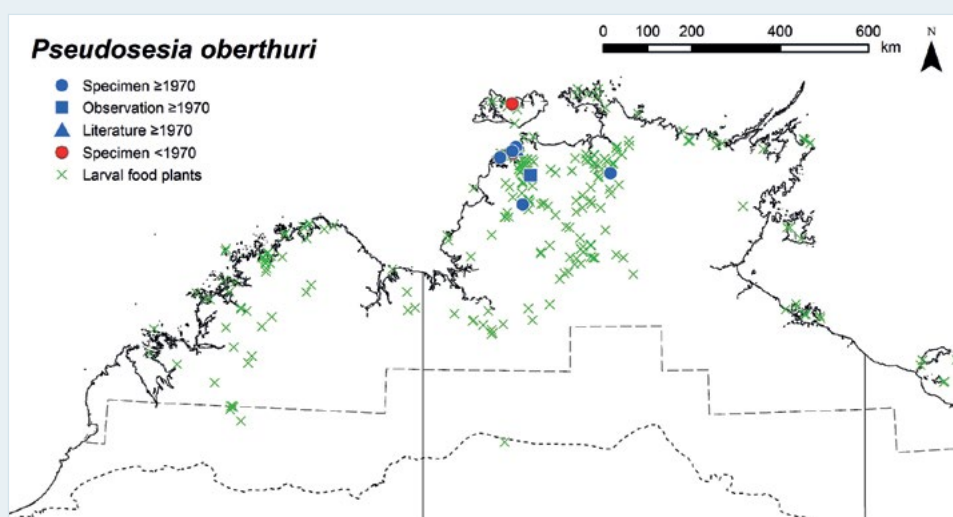 Pseudosesia oberthuri
Specimen ≥1970
Observation ≥1970
Literature ≥1970
Specimen <1970
Larval food plants
0 100 200 400 600
km
N